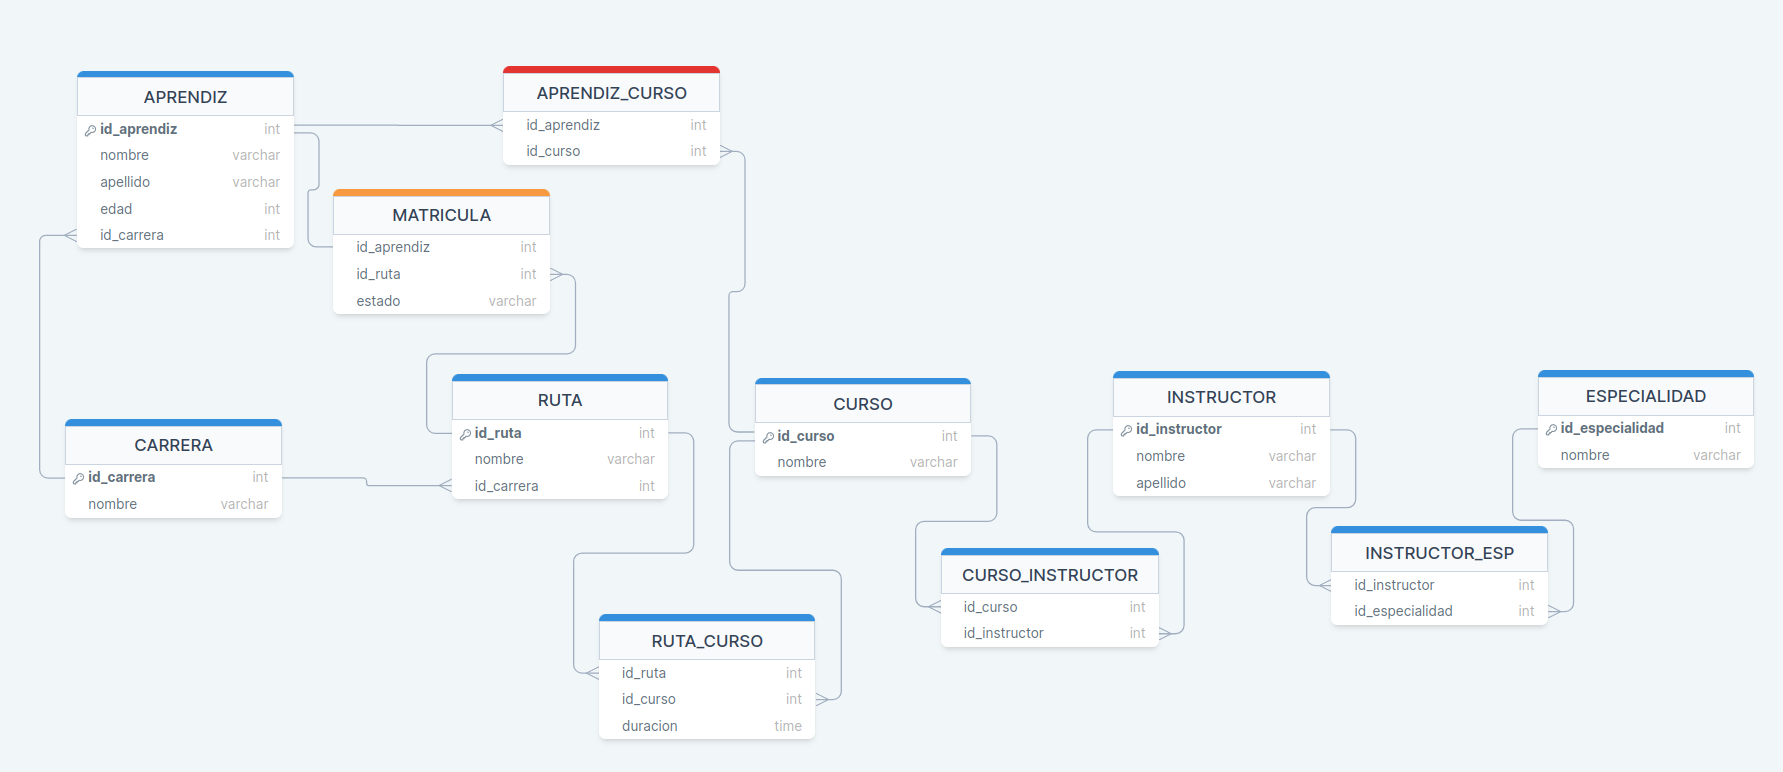 APRENDIZ
id_aprendiz int
nombre varchar
apellido varchar
edad int
id_carrera int
APRENDIZ_CURSO
id_aprendiz int
id_curso int
MATRICULA
id_aprendiz int
id_ruta int
estado varchar
CARRERA
id_carrera int
nombre varchar
RUTA
id_ruta int
nombre varchar
id_carrera int
CURSO
id_curso int
nombre varchar
INSTRUCTOR
id_instructor int
nombre varchar
apellido varchar
ESPECIALIDAD
id_especialidad int
nombre varchar
RUTA_CURSO
id_ruta int
id_curso int
duracion time
CURSO_INSTRUCTOR
id_curso int
id_instructor int
INSTRUCTOR_ESP
id_instructor int
id_especialidad int